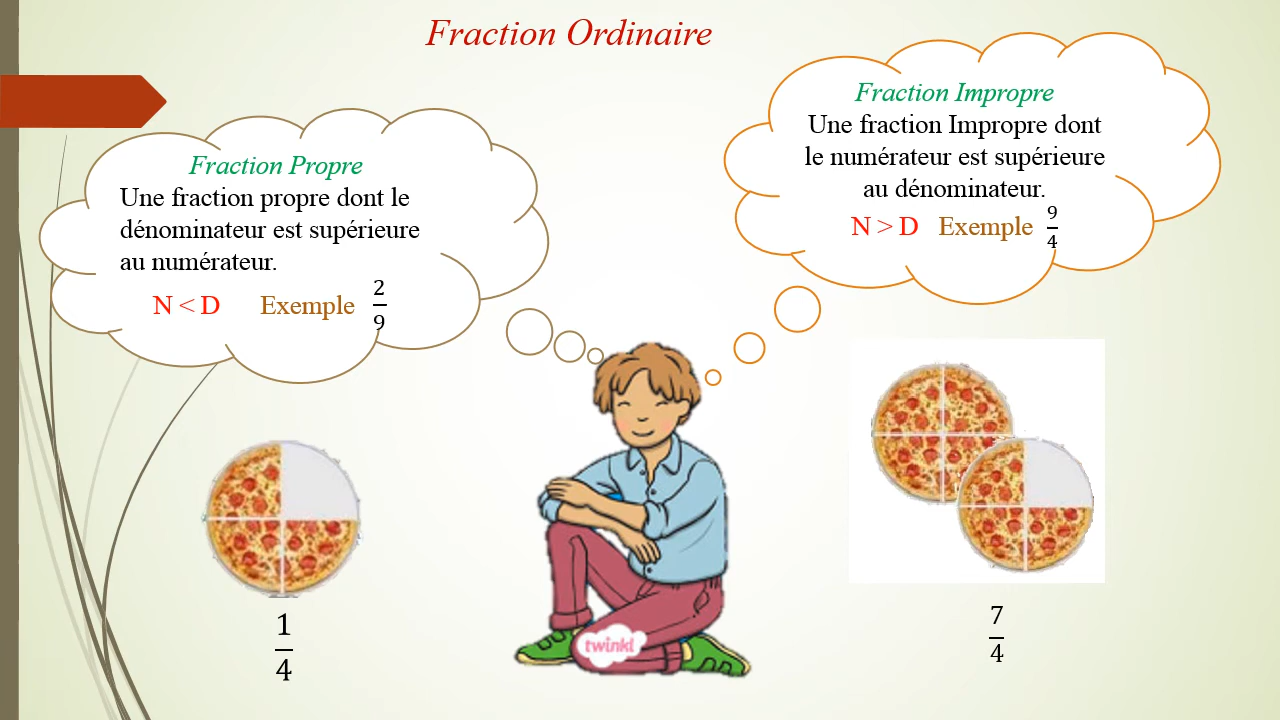 Fraction Ordinaire
Fraction Propre
Une fraction propre dont le
dénominateur est supérieure
au numérateur.
N < D Exemple 2/9
Fraction Impropre
Une fraction Impropre dont
le numérateur est supérieure
au dénominateur.
N > D Exemple 9/4
twinkl
1/4
7/4